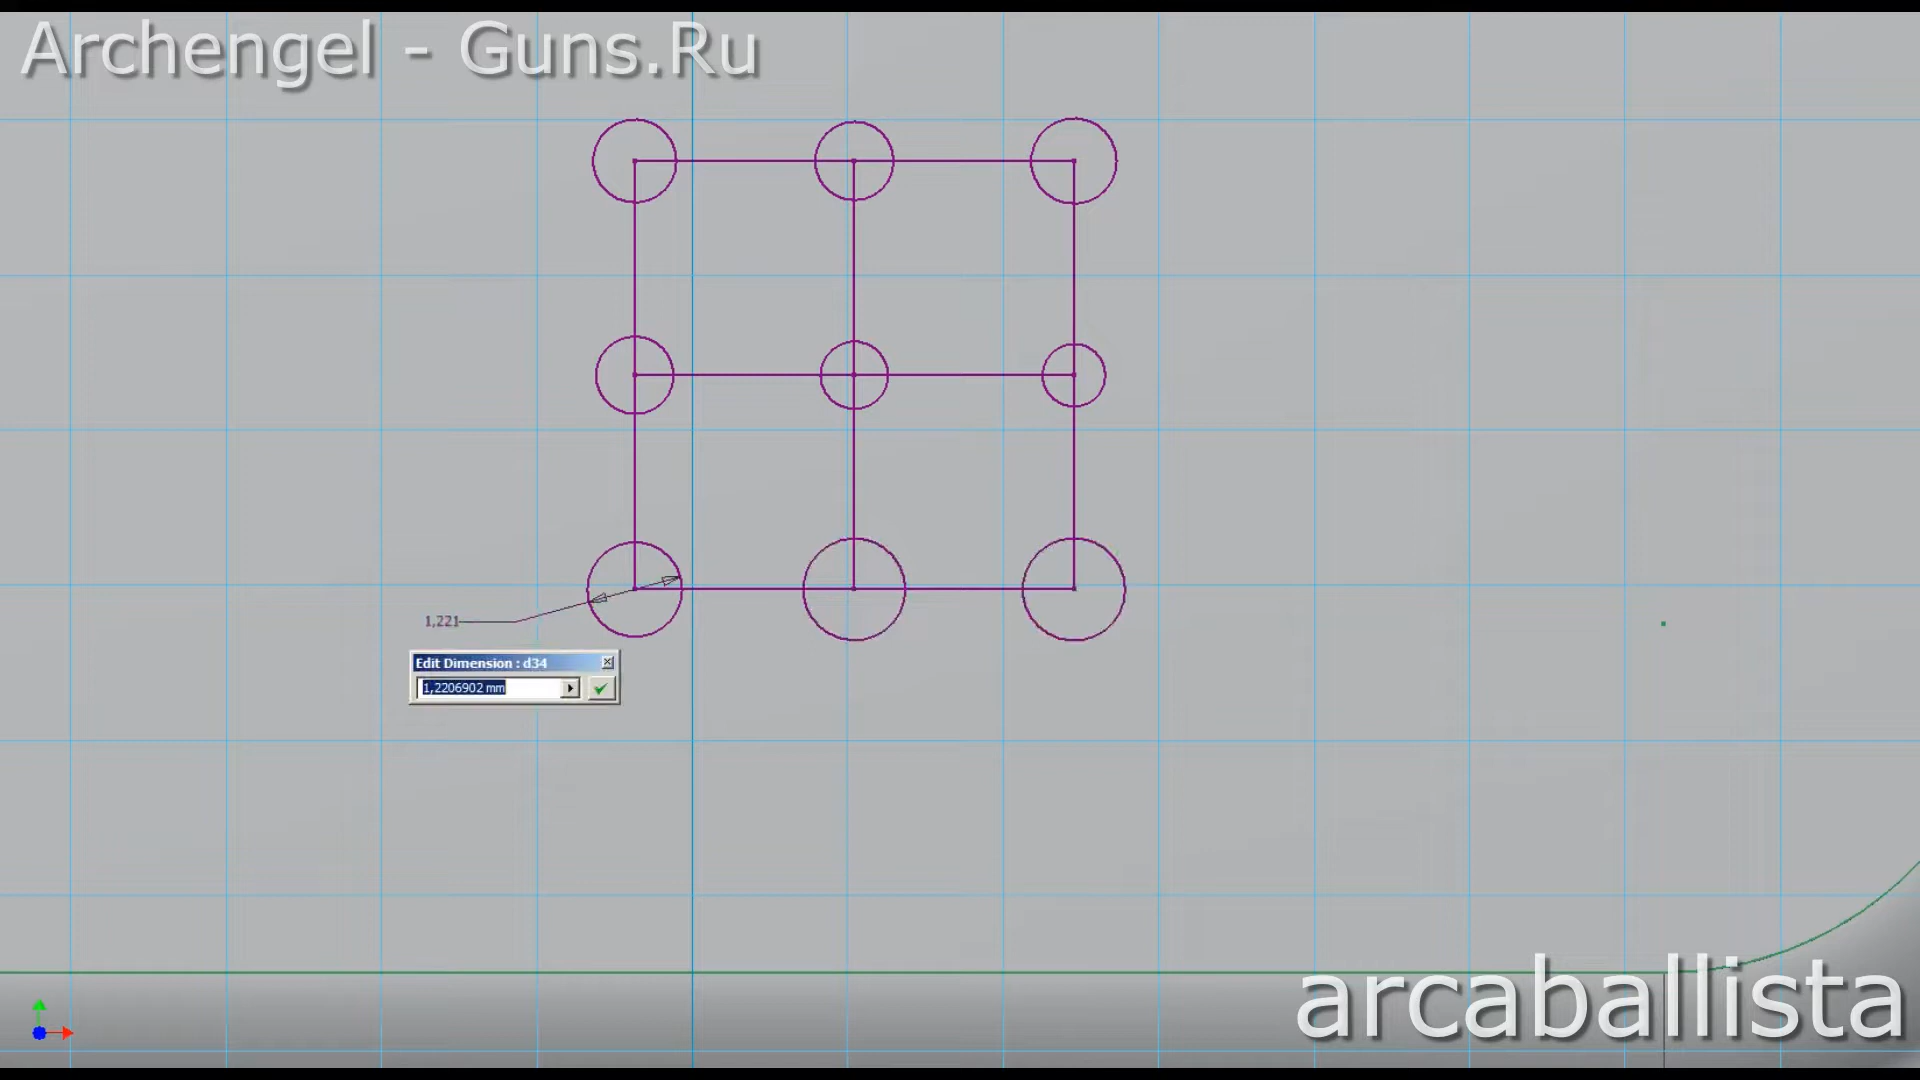 Archengel - Guns.Ru
1,221
Edit Dimension : d34
1,2206902 mm
arcaballista